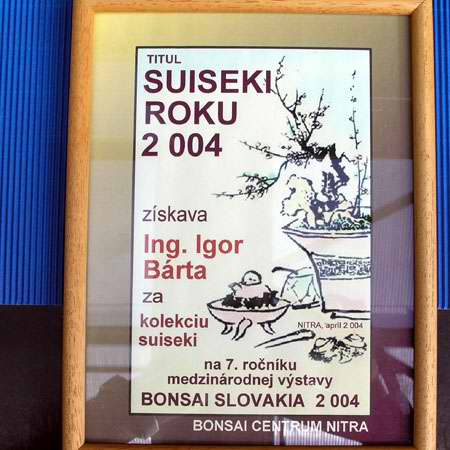 TITUL
SUISEKI
ROKU
2 004
získava
Ing. Igor
Bárta
za
kolekciu
suiseki
NITRA, apríl 2 004
na 7. ročníku
medzinárodnej výstavy
BONSAI SLOVAKIA 2 004
BONSAI CENTRUM NITRA